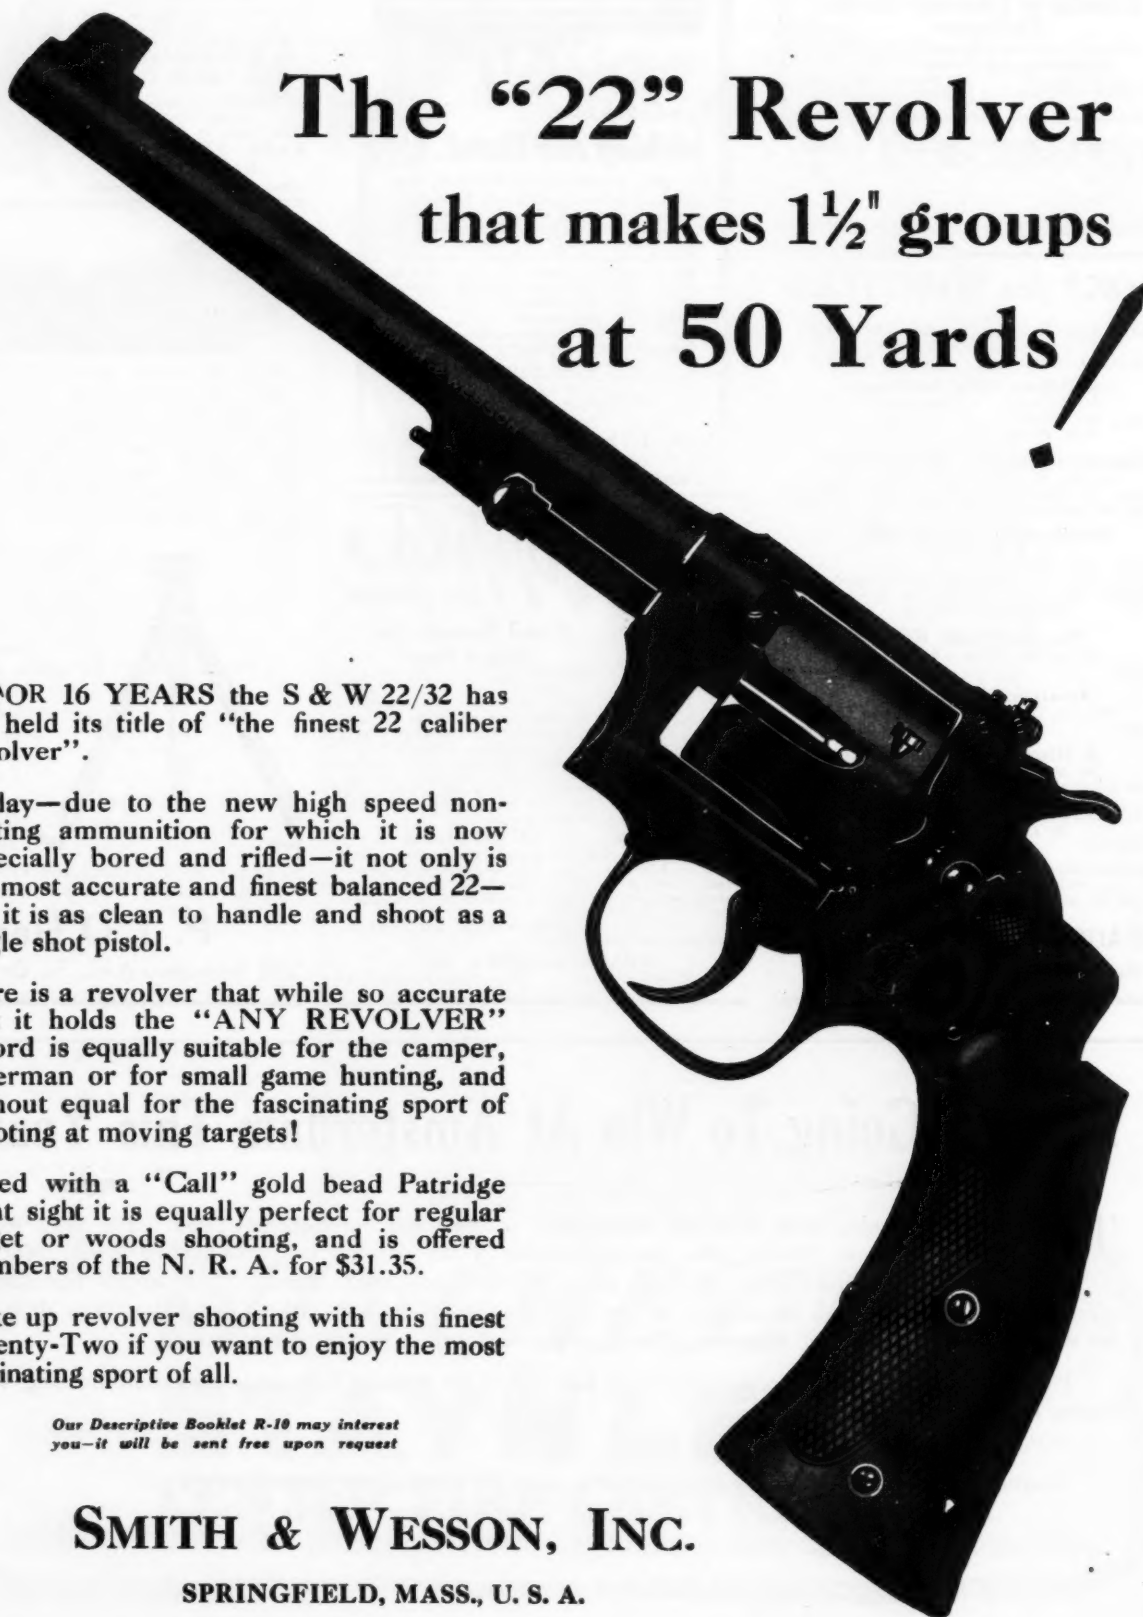 The “22” Revolver
that makes 1½" groups
at 50 Yards!
OR 16 YEARS the S & W 22/32 has
held its title of “the finest 22 caliber
olver”.
lay—due to the new high speed non-
ting ammunition for which it is now
ecially bored and rifled—it not only is
most accurate and finest balanced 22—
it is as clean to handle and shoot as a
gle shot pistol.
re is a revolver that while so accurate
it holds the “ANY REVOLVER”
ord is equally suitable for the camper,
erman or for small game hunting, and
hout equal for the fascinating sport of
oting at moving targets!
ed with a “Call” gold bead Patridge
nt sight it is equally perfect for regular
et or woods shooting, and is offered
mbers of the N. R. A. for $31.35.
ke up revolver shooting with this finest
enty-Two if you want to enjoy the most
inating sport of all.
Our Descriptive Booklet R-10 may interest
you—it will be sent free upon request
SMITH & WESSON
SMITH & WESSON, INC.
SPRINGFIELD, MASS., U. S. A.